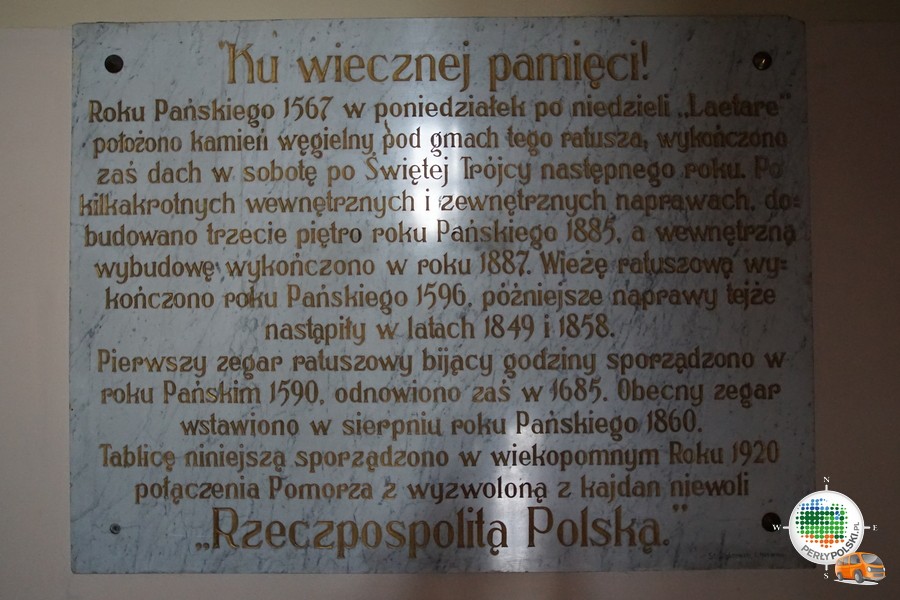 Ku wiecznej pamięci!
Roku Pańskiego 1567 w poniedziałek po niedzieli „Laetare"
położono kamień węgielny pod gmach tego ratusza, wykończono
zaś dach w sobotę po Świętej Trójcy następnego roku. Po
kilkakrotnych wewnętrznych i zewnętrznych naprawach, do=
budowano trzecie piętro roku Pańskiego 1885, a wewnętrzną
wybudowę wykończono w roku 1887. Wieżę ratuszową wy=
kończono roku Pańskiego 1596, późniejsze naprawy tejże
nastąpiły w latach 1849 i 1858.
Pierwszy zegar ratuszowy bijący godziny sporządzono w
roku Pańskim 1590, odnowiono zaś w 1685. Obecny zegar
wstawiono w sierpniu roku Pańskiego 1860.
Tablicę niniejszą sporządzono w wiekopomnym Roku 1920
połączenia Pomorza z wyzwoloną z kajdan niewoli
„Rzeczpospolitą Polską."
N
W E
PERŁYPOLSKI.PL
S